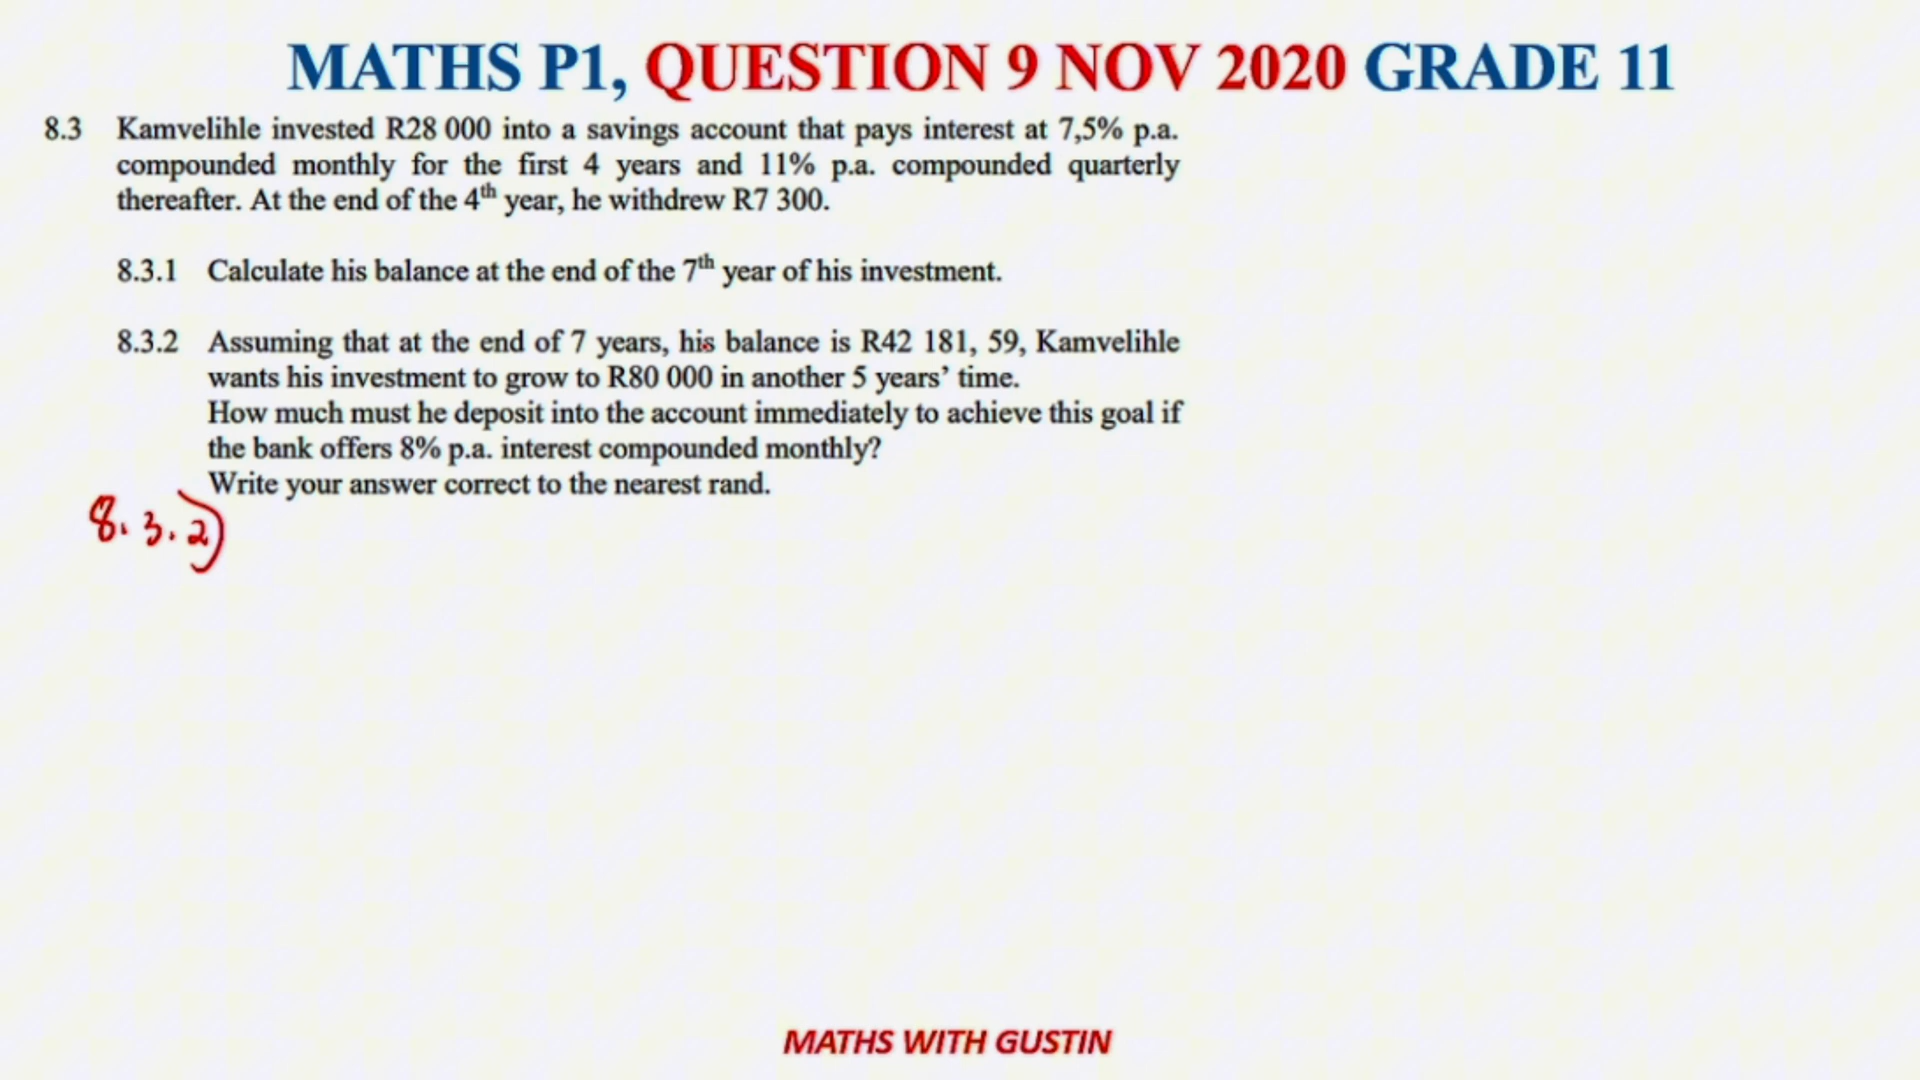 MATHS P1, QUESTION 9 NOV 2020 GRADE 11
8.3 Kamvelihle invested R28 000 into a savings account that pays interest at 7,5% p.a.
compounded monthly for the first 4 years and 11% p.a. compounded quarterly
thereafter. At the end of the 4th year, he withdrew R7 300.
8.3.1 Calculate his balance at the end of the 7th year of his investment.
8.3.2 Assuming that at the end of 7 years, his balance is R42 181, 59, Kamvelihle
wants his investment to grow to R80 000 in another 5 years’ time.
How much must he deposit into the account immediately to achieve this goal if
the bank offers 8% p.a. interest compounded monthly?
Write your answer correct to the nearest rand.
8.3.2)
MATHS WITH GUSTIN